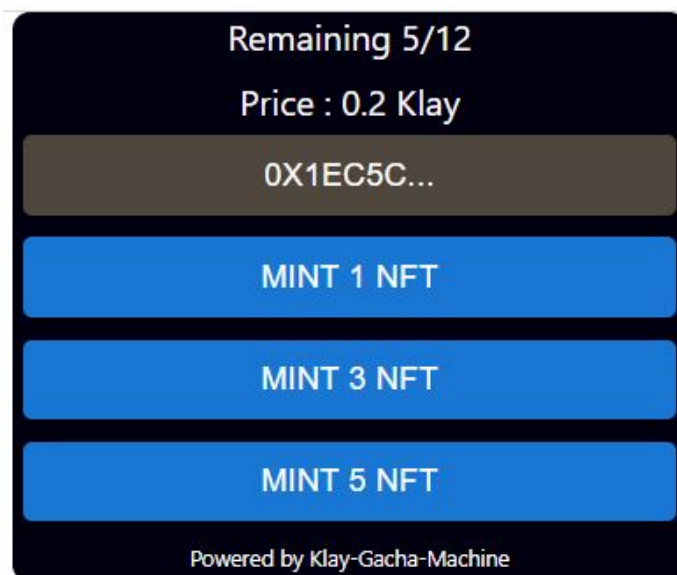 Remaining 5/12
Price : 0.2 Klay
0X1EC5C...
MINT 1 NFT
MINT 3 NFT
MINT 5 NFT
Powered by Klay-Gacha-Machine